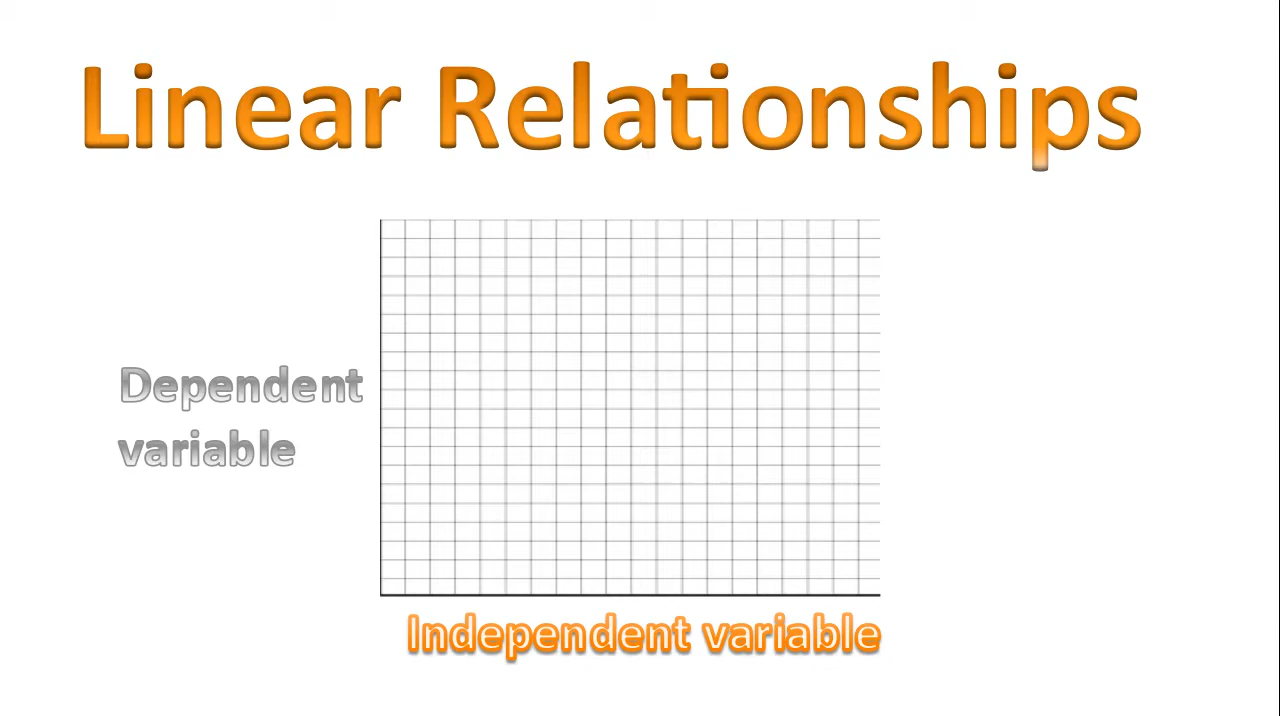 Linear Relationships
Dependent
variable
Independent variable